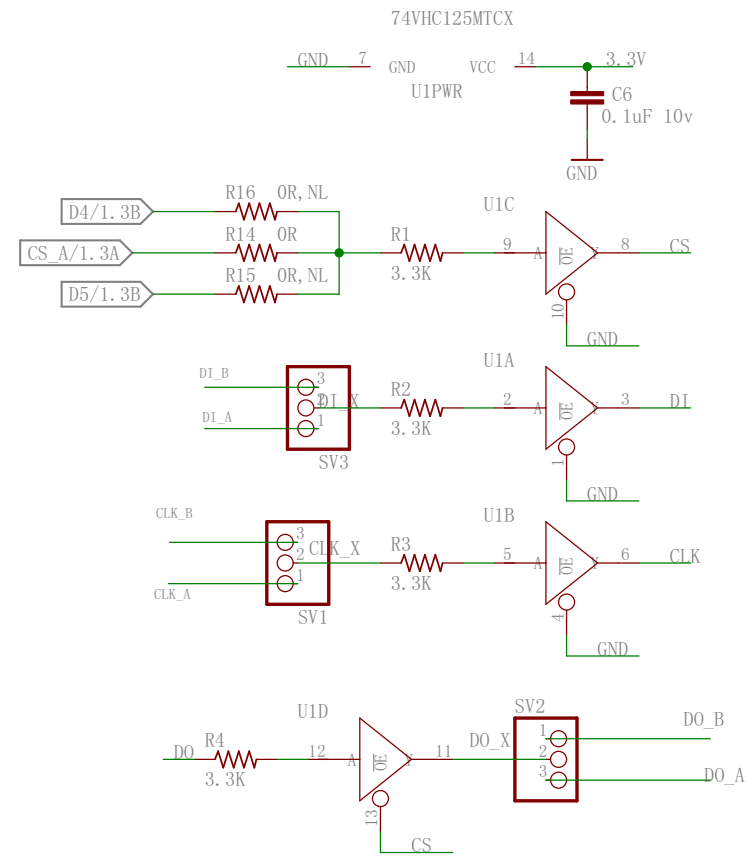 74VHC125MTCX
GND 7 GND VCC 14 3.3V
U1PWR
C6
0.1uF 10v
GND
R16 0R,NL
D4/1.3B
U1C
R14 0R
R1
CS_A/1.3A
9 A OE Y 8 CS
R15 0R,NL
3.3K
D5/1.3B
10
GND
U1A
DI_B 3
R2
2 DI_X
2 A OE Y 3 DI
DI_A 1
3.3K
SV3
1
GND
U1B
CLK_B 3
R3
2 CLK_X
5 A OE Y 6 CLK
CLK_A 1
3.3K
SV1
4
GND
U1D
SV2
R4
DO_B
1
DO 12 A OE Y 11 DO_X 2
3.3K
3 DO_A
13
CS